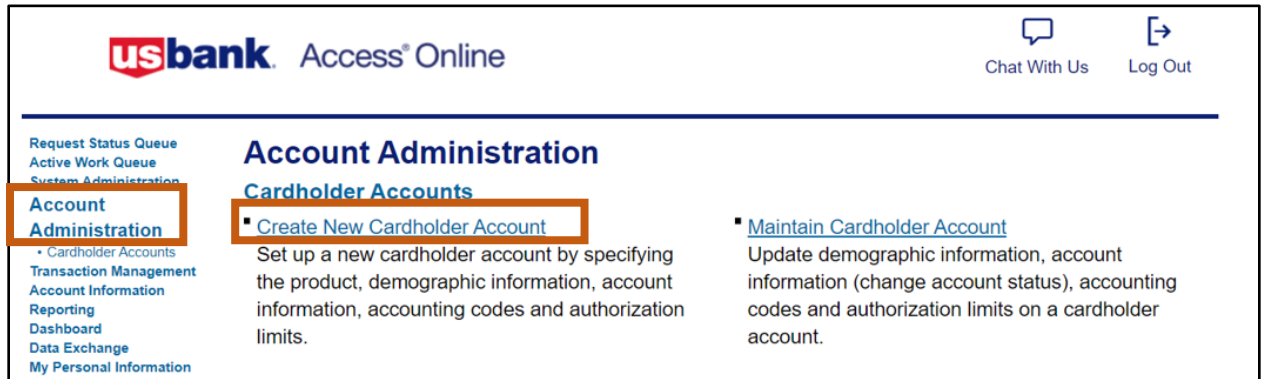 usbank. Access® Online
Chat With Us
Log Out
Request Status Queue
Active Work Queue
System Administration
Account
Administration
• Cardholder Accounts
Transaction Management
Account Information
Reporting
Dashboard
Data Exchange
My Personal Information
Account Administration
Cardholder Accounts
▪ Create New Cardholder Account
Set up a new cardholder account by specifying
the product, demographic information, account
information, accounting codes and authorization
limits.
▪ Maintain Cardholder Account
Update demographic information, account
information (change account status), accounting
codes and authorization limits on a cardholder
account.